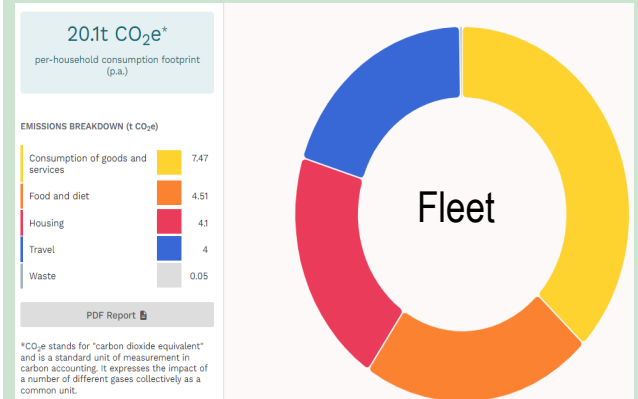 20.1t CO₂e*
per-household consumption footprint
(p.a.)
EMISSIONS BREAKDOWN (t CO₂e)
Consumption of goods and
services
7.47
Food and diet 4.51
Housing 4.1
Travel 4
Waste 0.05
PDF Report
*CO₂e stands for "carbon dioxide equivalent"
and is a standard unit of measurement in
carbon accounting. It expresses the impact of
a number of different gases collectively as a
common unit.
Fleet